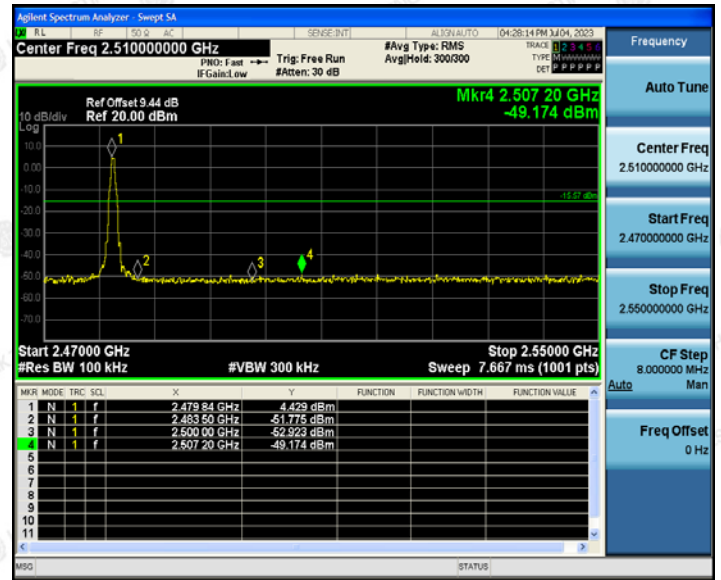 Agilent Spectrum Analyzer - Swept SA
RL RF 50 Ω AC SENSE:INT ALIGNAUTO 04:28:14 PM Jul 04, 2023
Center Freq 2.510000000 GHz #Avg Type: RMS TRACE 1 2 3 4 5 6
PNO: Fast Trig: Free Run Avg|Hold: 300/300 TYPE M
IFGain:Low #Atten: 30 dB DET P P P P P P
Ref Offset 9.44 dB Mkr4 2.507 20 GHz
10 dB/div Ref 20.00 dBm -49.174 dBm
Log
10.0
0.00
-10.0
-15.57 dBm
-20.0
-30.0
-40.0
-50.0
-60.0
-70.0
1
2
3
4
Start 2.47000 GHz Stop 2.55000 GHz
#Res BW 100 kHz #VBW 300 kHz Sweep 7.667 ms (1001 pts)
MKR MODE TRC SCL X Y FUNCTION FUNCTION WIDTH FUNCTION VALUE
1 N 1 f 2.479 84 GHz 4.429 dBm
2 N 1 f 2.483 50 GHz -51.775 dBm
3 N 1 f 2.500 00 GHz -52.923 dBm
4 N 1 f 2.507 20 GHz -49.174 dBm
5
6
7
8
9
10
11
MSG STATUS
Frequency
Auto Tune
Center Freq
2.510000000 GHz
Start Freq
2.470000000 GHz
Stop Freq
2.550000000 GHz
CF Step
8.000000 MHz
Auto Man
Freq Offset
0 Hz